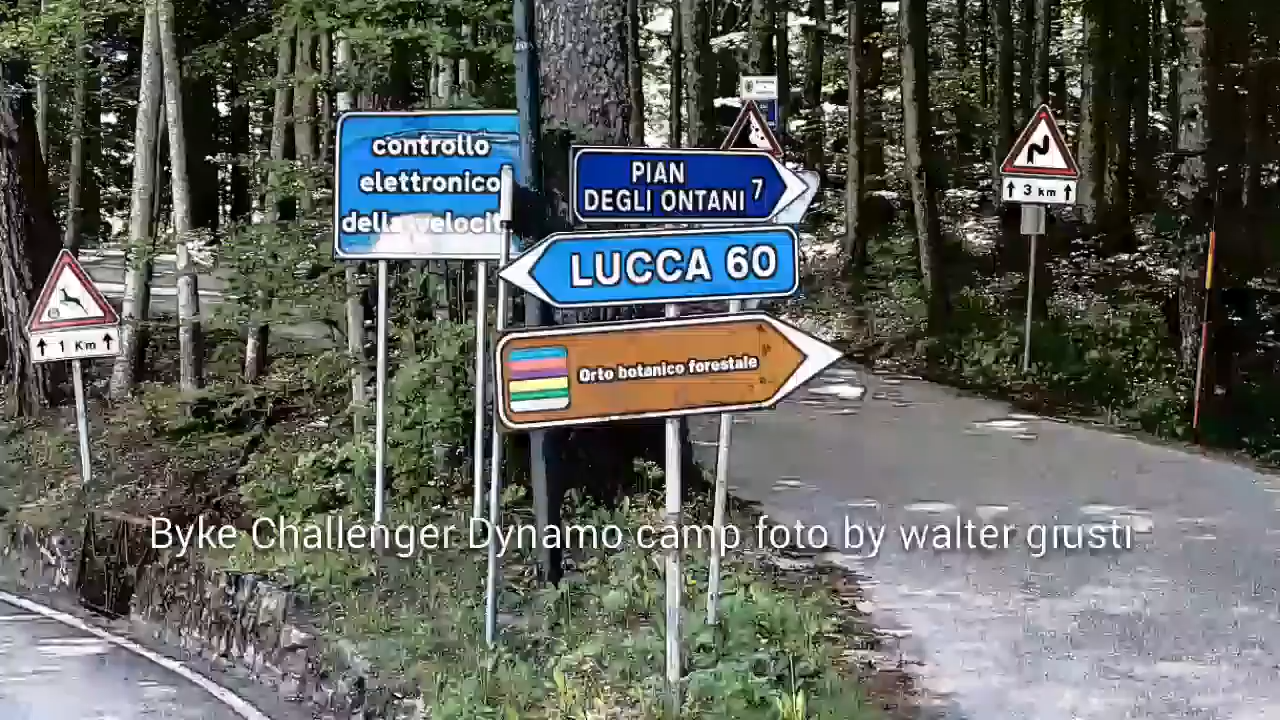 controllo
elettronico
della velocit
PIAN
DEGLI ONTANI 7
LUCCA 60
Orto botanico forestale
1 Km
3 km
Byke Challenger Dynamo camp foto by walter giusti